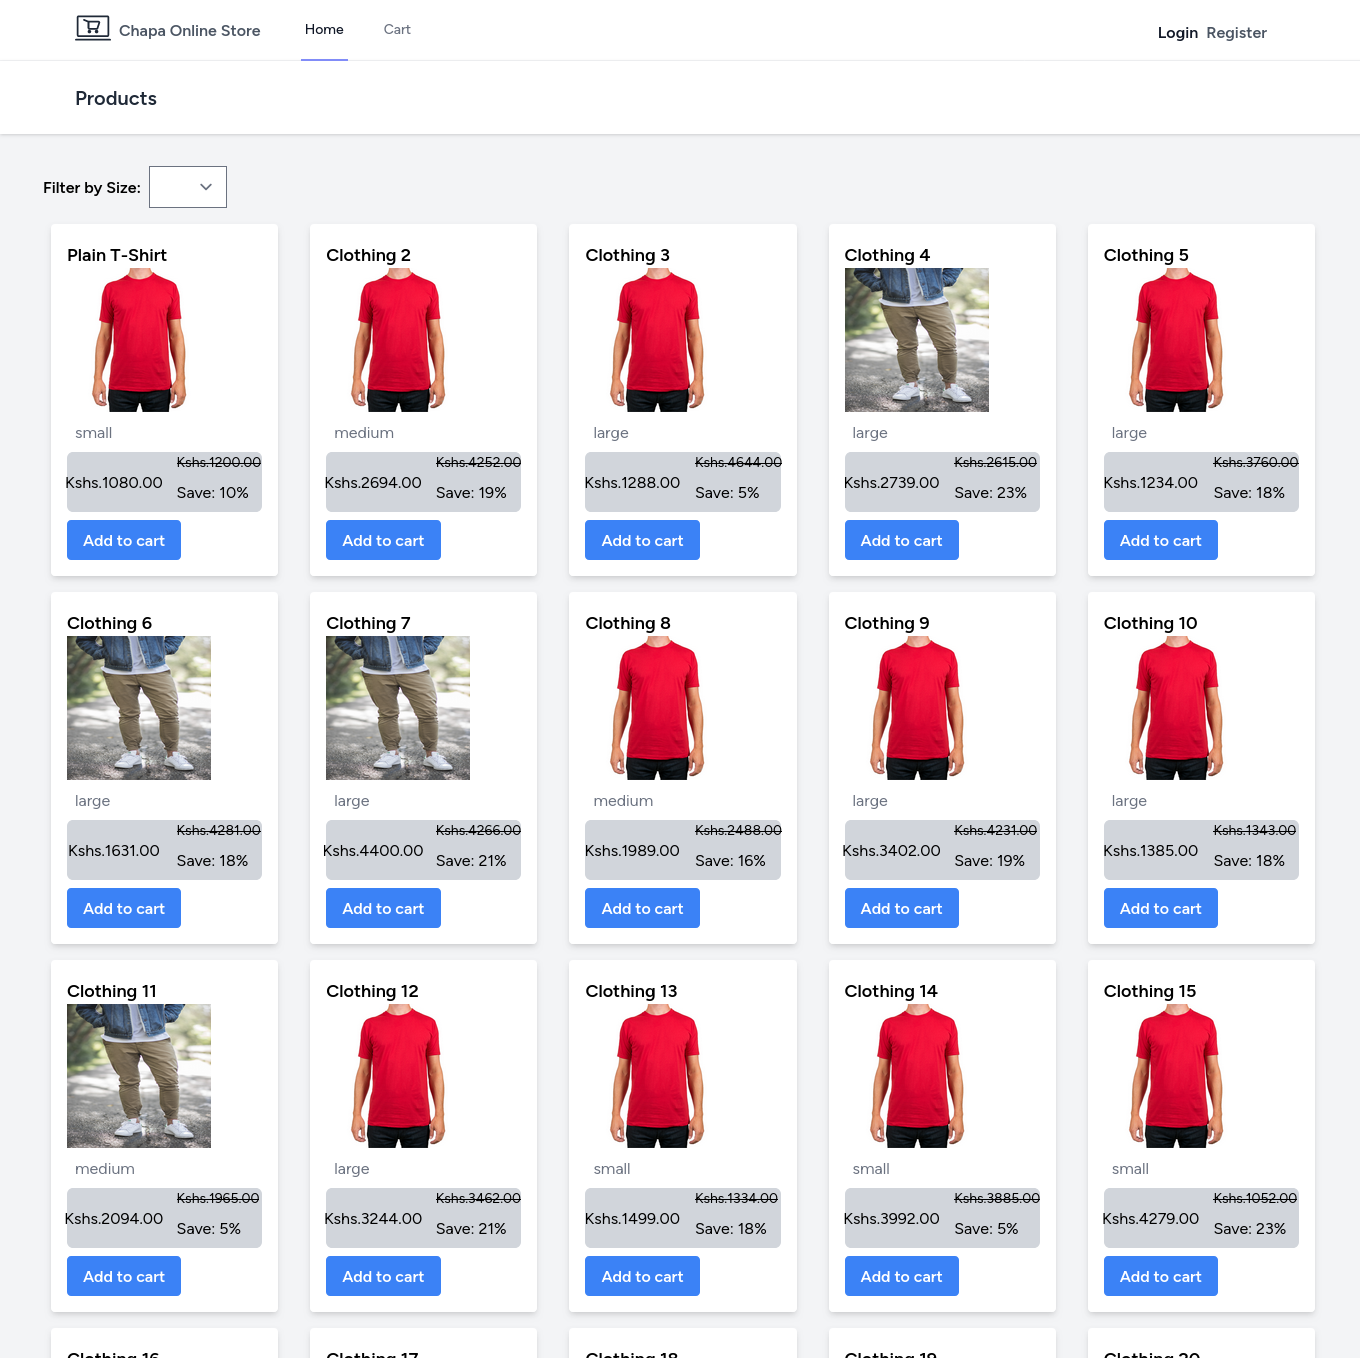 Chapa Online Store
Home
Cart
Login
Register
Products
Filter by Size:
Plain T-Shirt
small
Kshs.1080.00
Kshs.1200.00
Save: 10%
Add to cart
Clothing 2
medium
Kshs.2694.00
Kshs.4252.00
Save: 19%
Add to cart
Clothing 3
large
Kshs.1288.00
Kshs.4644.00
Save: 5%
Add to cart
Clothing 4
large
Kshs.2739.00
Kshs.2615.00
Save: 23%
Add to cart
Clothing 5
large
Kshs.1234.00
Kshs.3760.00
Save: 18%
Add to cart
Clothing 6
large
Kshs.1631.00
Kshs.4281.00
Save: 18%
Add to cart
Clothing 7
large
Kshs.4400.00
Kshs.4266.00
Save: 21%
Add to cart
Clothing 8
medium
Kshs.1989.00
Kshs.2488.00
Save: 16%
Add to cart
Clothing 9
large
Kshs.3402.00
Kshs.4231.00
Save: 19%
Add to cart
Clothing 10
large
Kshs.1385.00
Kshs.1343.00
Save: 18%
Add to cart
Clothing 11
medium
Kshs.2094.00
Kshs.1965.00
Save: 5%
Add to cart
Clothing 12
large
Kshs.3244.00
Kshs.3462.00
Save: 21%
Add to cart
Clothing 13
small
Kshs.1499.00
Kshs.1334.00
Save: 18%
Add to cart
Clothing 14
small
Kshs.3992.00
Kshs.3885.00
Save: 5%
Add to cart
Clothing 15
small
Kshs.4279.00
Kshs.1052.00
Save: 23%
Add to cart
Clothing 16
Clothing 17
Clothing 18
Clothing 19
Clothing 20